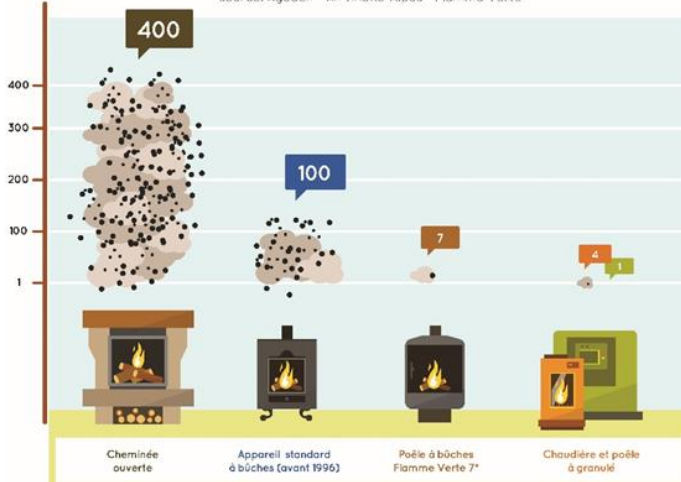 400
400
300
200
100
1
100
7
4
1
Cheminée
ouverte
Appareil standard
à bûches (avant 1996)
Poêle à bûches
Flamme Verte 7*
Chaudière et poêle
à granulé